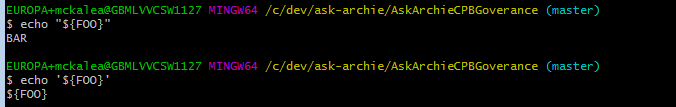 EUROPA+mckalea@GBMLVVCSW1127 MINGW64 /c/dev/ask-archie/AskArchieCPBGoverance (master)
$ echo "${FOO}"
BAR
EUROPA+mckalea@GBMLVVCSW1127 MINGW64 /c/dev/ask-archie/AskArchieCPBGoverance (master)
$ echo '${FOO}'
${FOO}